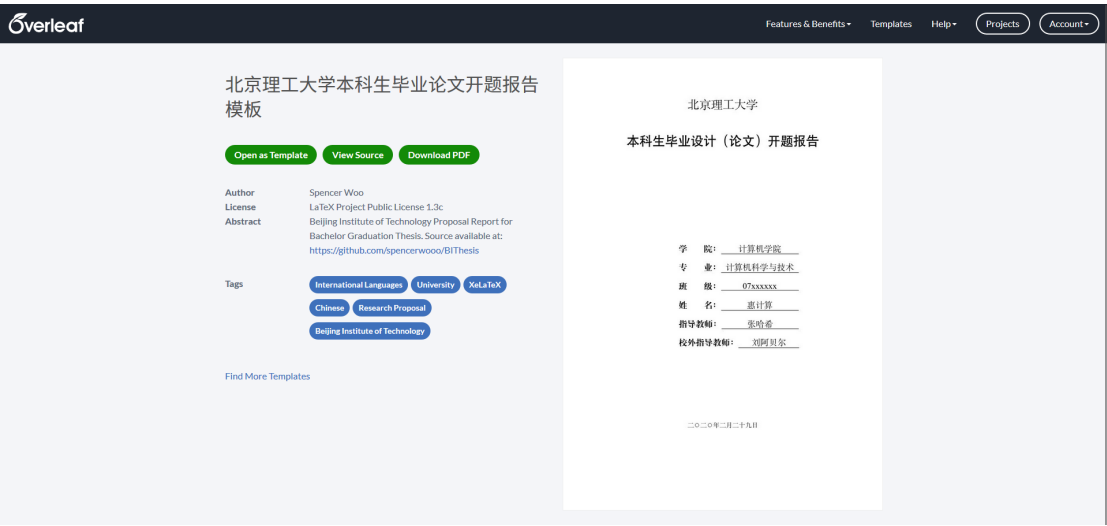 Overleaf
Features & Benefits
Templates
Help
Projects
Account
北京理工大学本科生毕业论文开题报告
模板
Open as Template
View Source
Download PDF
Author Spencer Woo
License LaTeX Project Public License 1.3c
Abstract Beijing Institute of Technology Proposal Report for
Bachelor Graduation Thesis. Source available at:
https://github.com/spencerwooo/BIThesis
Tags International Languages University XeLaTeX
Chinese Research Proposal
Beijing Institute of Technology
Find More Templates
北京理工大学
本科生毕业设计（论文）开题报告
学 院： 计算机学院
专 业： 计算机科学与技术
班 级： 07xxxxxx
姓 名： 惠计算
指导教师： 张哈希
校外指导教师： 刘阿贝尔
二〇二〇年二月二十九日